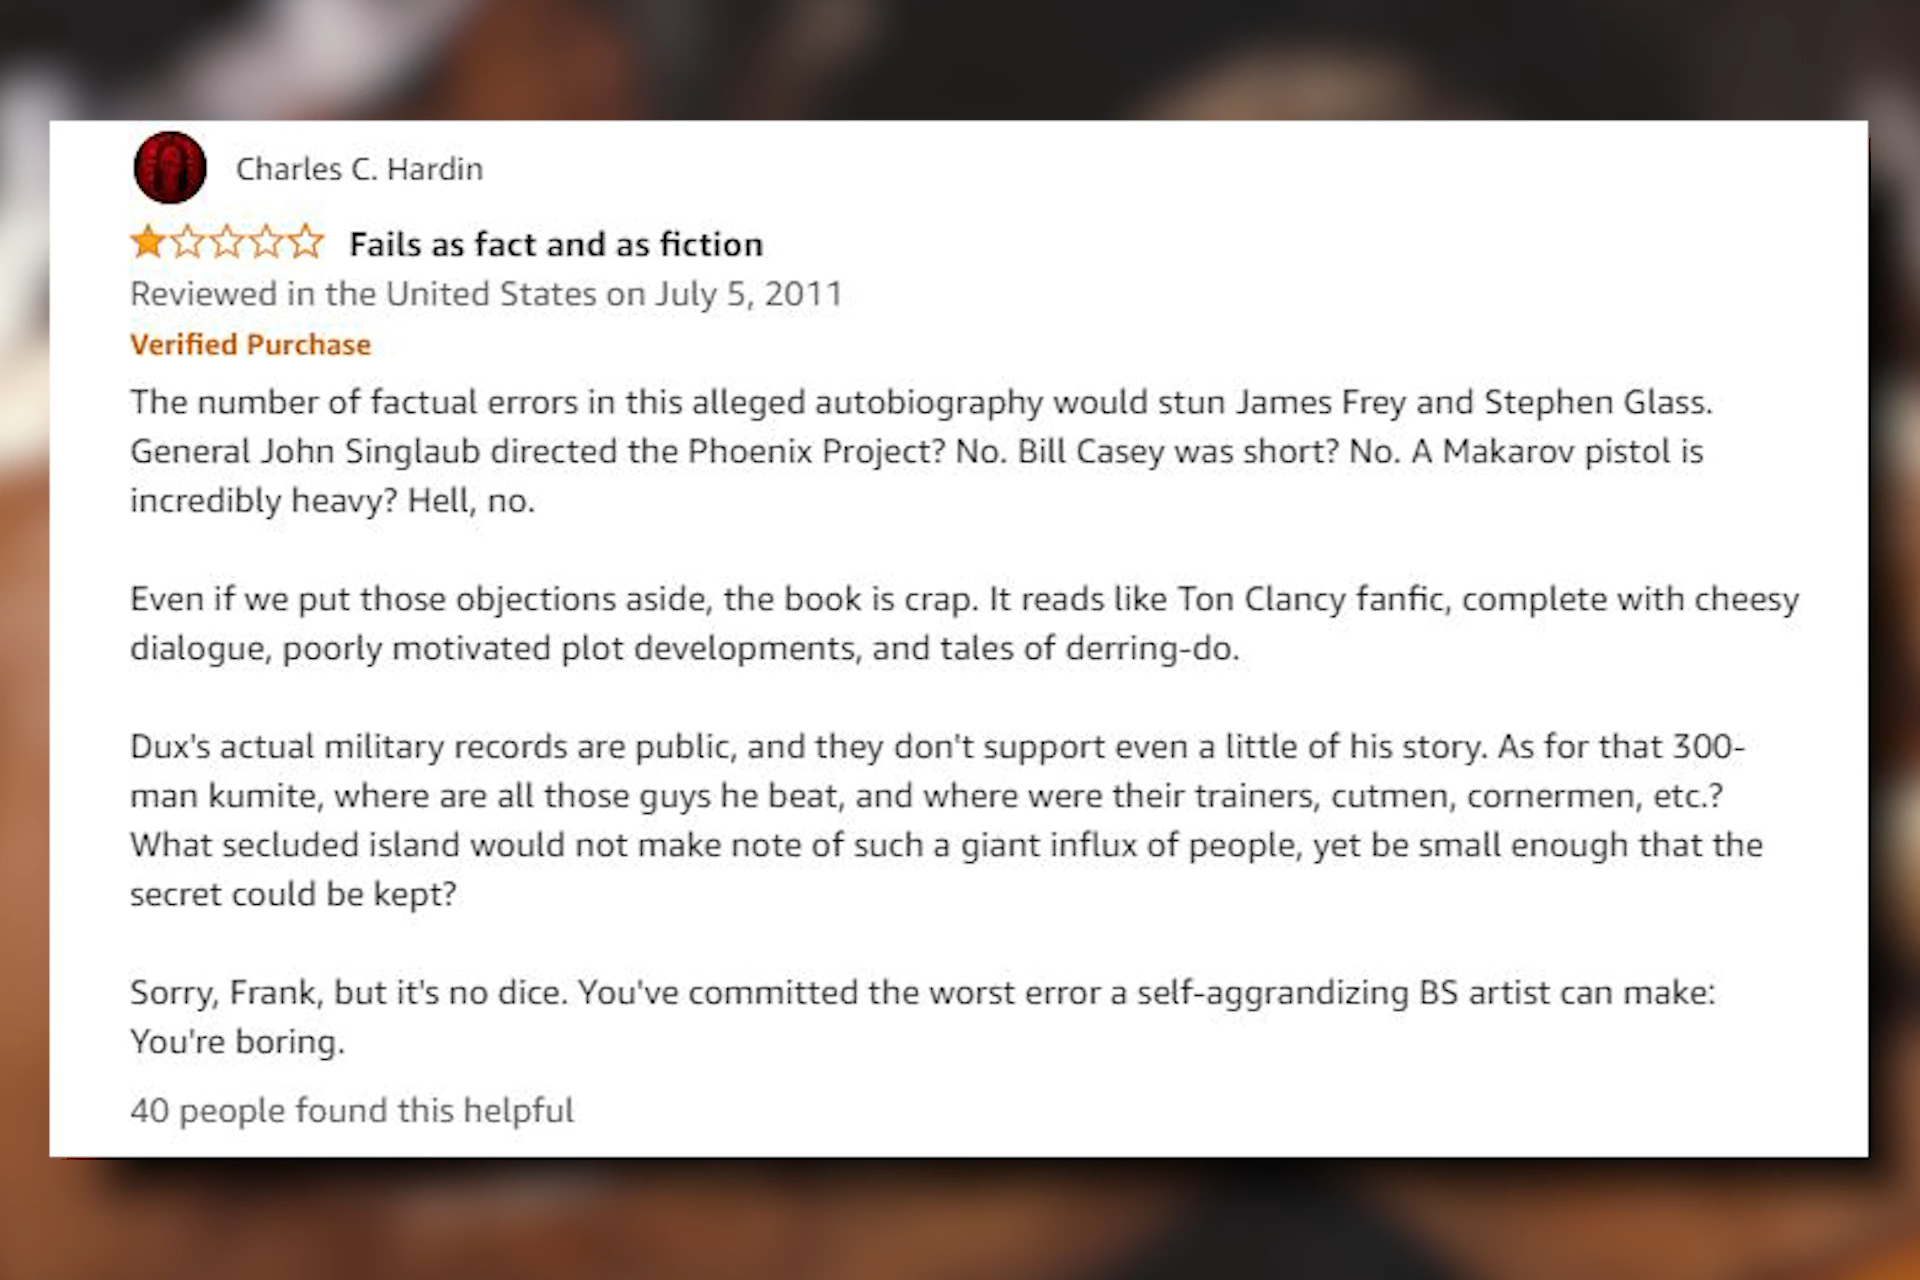 Charles C. Hardin
Fails as fact and as fiction
Reviewed in the United States on July 5, 2011
Verified Purchase
The number of factual errors in this alleged autobiography would stun James Frey and Stephen Glass.
General John Singlaub directed the Phoenix Project? No. Bill Casey was short? No. A Makarov pistol is
incredibly heavy? Hell, no.
Even if we put those objections aside, the book is crap. It reads like Ton Clancy fanfic, complete with cheesy
dialogue, poorly motivated plot developments, and tales of derring-do.
Dux's actual military records are public, and they don't support even a little of his story. As for that 300-
man kumite, where are all those guys he beat, and where were their trainers, cutmen, cornermen, etc.?
What secluded island would not make note of such a giant influx of people, yet be small enough that the
secret could be kept?
Sorry, Frank, but it's no dice. You've committed the worst error a self-aggrandizing BS artist can make:
You're boring.
40 people found this helpful